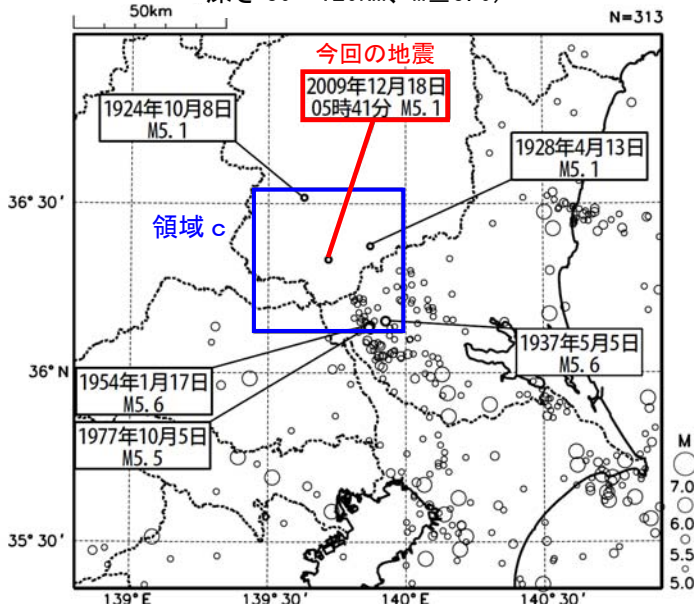 50km
N=313
今回の地震
2009年12月18日
05時41分 M5.1
1924年10月8日
M5.1
1928年4月13日
M5.1
36°30′
領域c
1937年5月5日
M5.6
36°N
1954年1月17日
M5.6
1977年10月5日
M5.5
M
7.0
6.0
5.5
5.0
35°30′
139°E
139°30′
140°E
140°30′